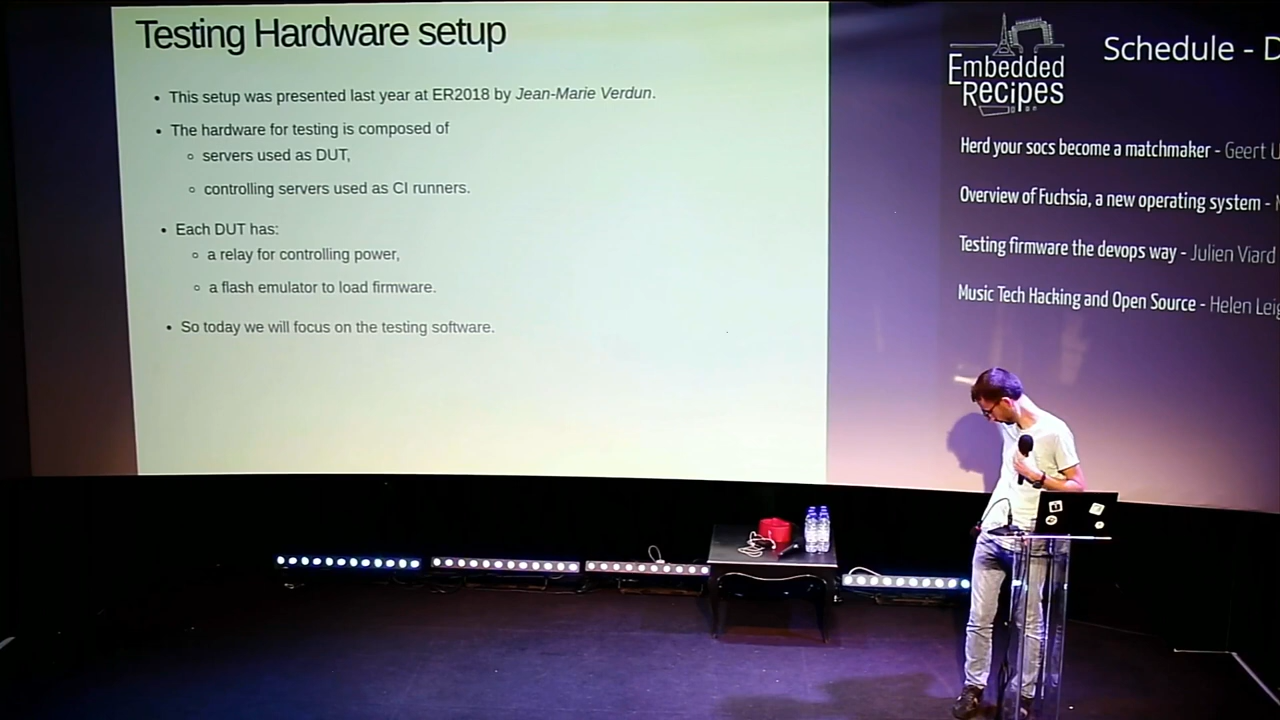 Testing Hardware setup
• This setup was presented last year at ER2018 by Jean-Marie Verdun.
• The hardware for testing is composed of
○ servers used as DUT,
○ controlling servers used as CI runners.
• Each DUT has:
○ a relay for controlling power,
○ a flash emulator to load firmware.
• So today we will focus on the testing software.
Embedded
Recipes
Schedule - D
Herd your socs become a matchmaker - Geert U
Overview of Fuchsia, a new operating system -
Testing firmware the devops way - Julien Viard
Music Tech Hacking and Open Source - Helen Leig